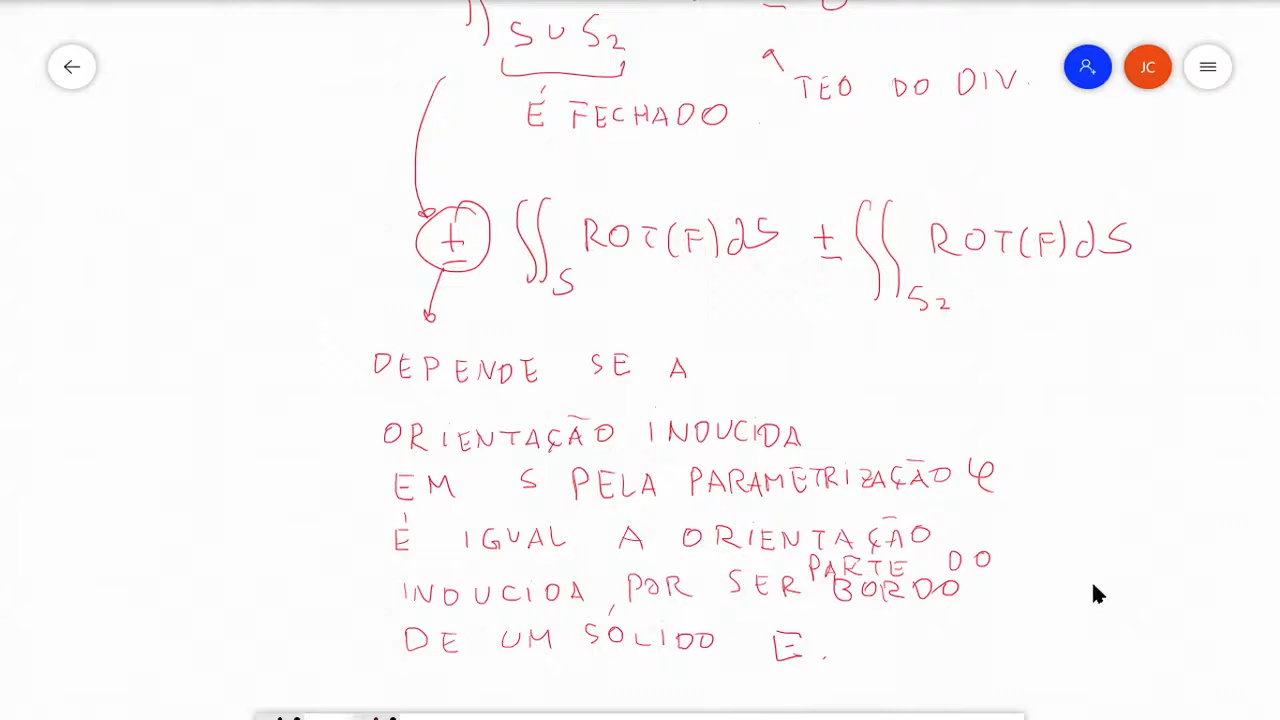 S ∪ S2
É FECHADO
TEO DO DIV.
JC
± ∬S ROT(F)dS ± ∬S2 ROT(F)dS
DEPENDE SE A
ORIENTAÇÃO INDUCIDA
EM S PELA PARAMETRIZAÇÃO φ
É IGUAL A ORIENTAÇÃO
INDUCIDA POR SER PARTE DO
BORDO
DE UM SÓLIDO E.